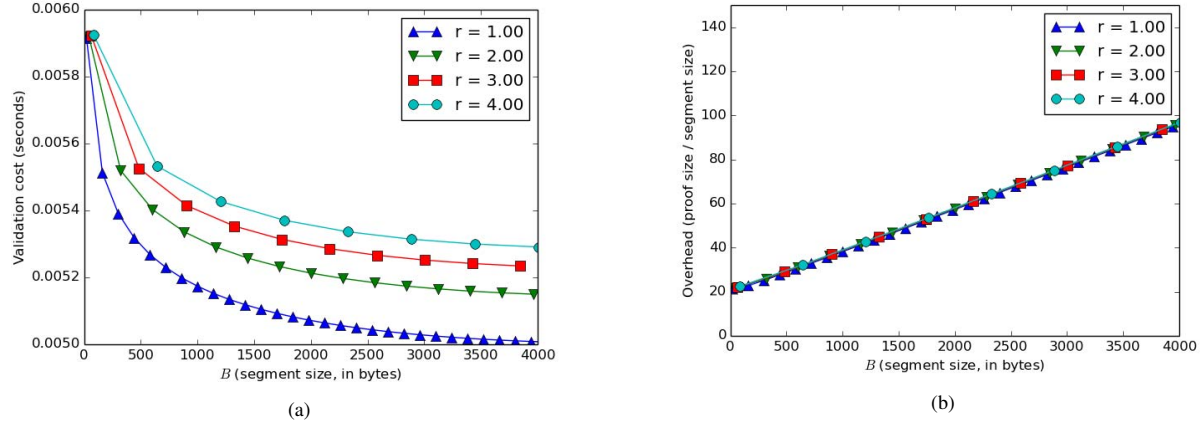 0.0060
0.0058
0.0056
0.0054
0.0052
0.0050
Validation cost (seconds)
0 500 1000 1500 2000 2500 3000 3500 4000
B (segment size, in bytes)
r = 1.00
r = 2.00
r = 3.00
r = 4.00
(a)
140
120
100
80
60
40
20
0
Overhead (proof size / segment size)
0 500 1000 1500 2000 2500 3000 3500 4000
B (segment size, in bytes)
r = 1.00
r = 2.00
r = 3.00
r = 4.00
(b)